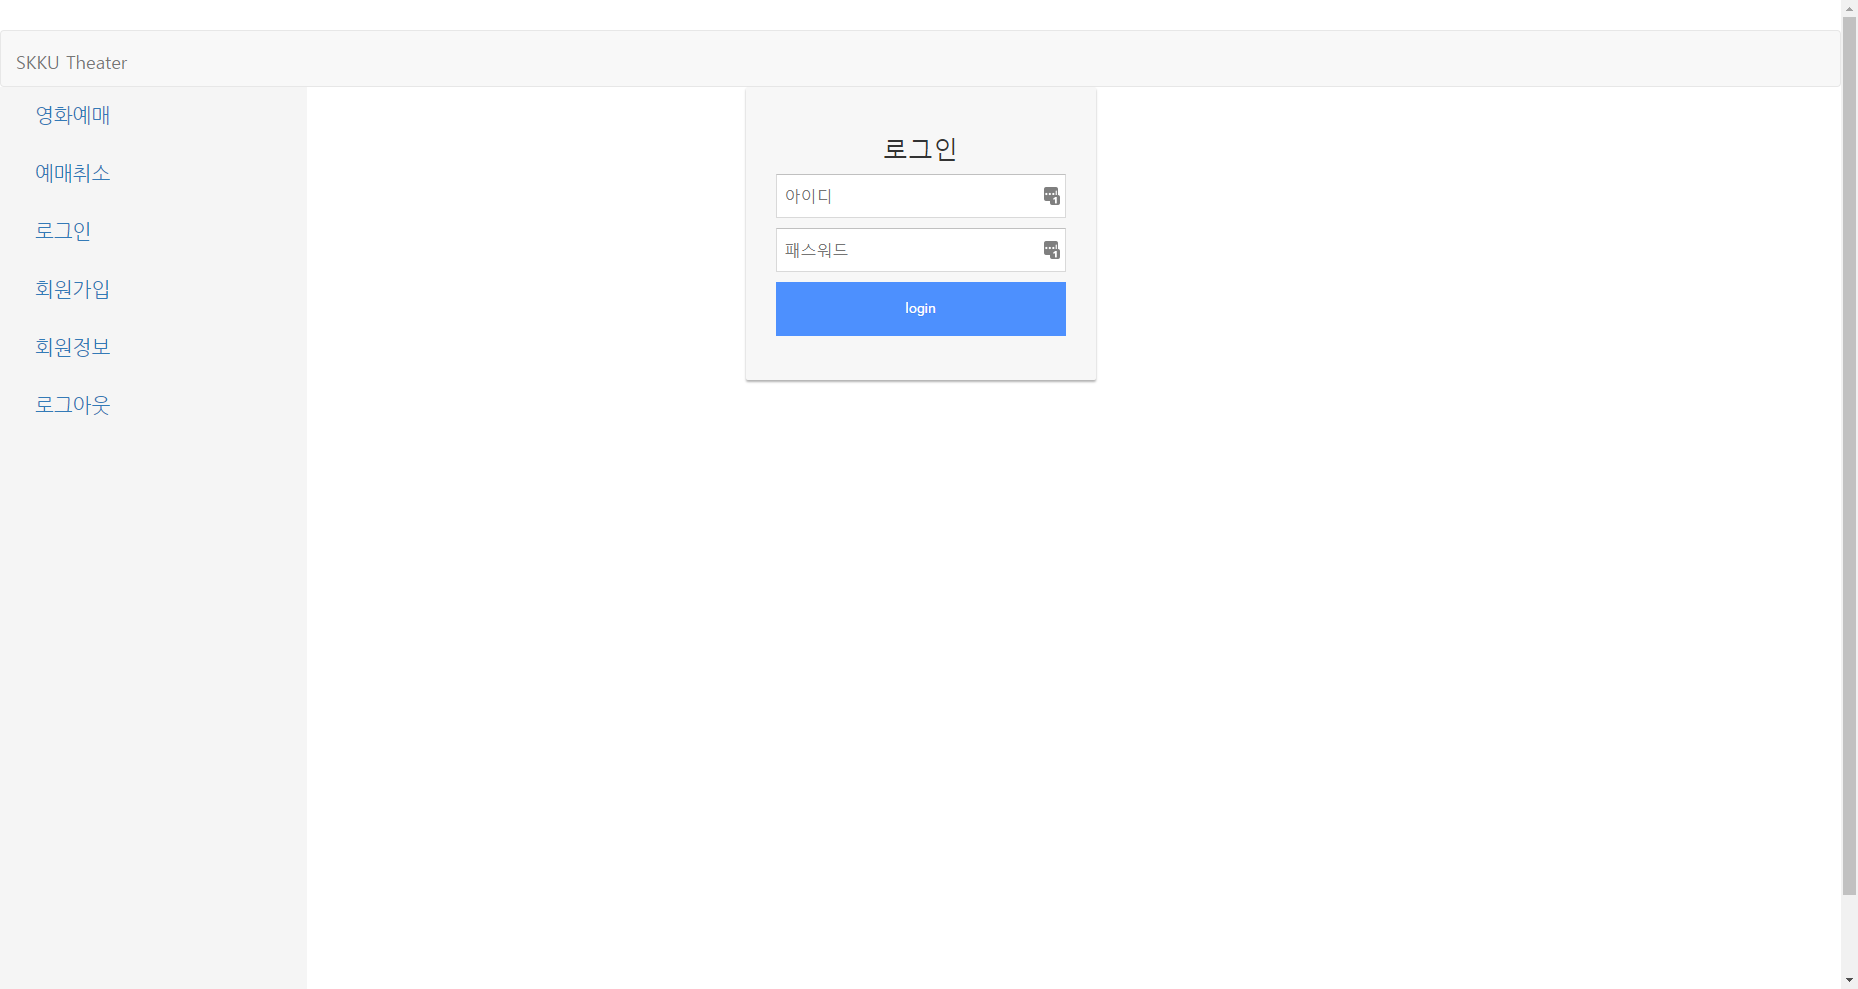 SKKU Theater
영화예매
예매취소
로그인
회원가입
회원정보
로그아웃
로그인
아이디
패스워드
login